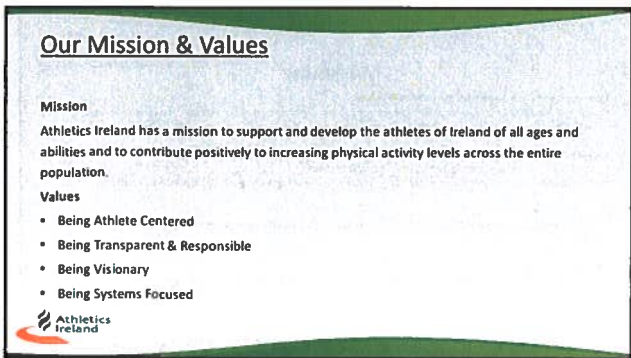 Our Mission & Values
Mission
Athletics Ireland has a mission to support and develop the athletes of Ireland of all ages and
abilities and to contribute positively to increasing physical activity levels across the entire
population.
Values
• Being Athlete Centered
• Being Transparent & Responsible
• Being Visionary
• Being Systems Focused
Athletics
Ireland